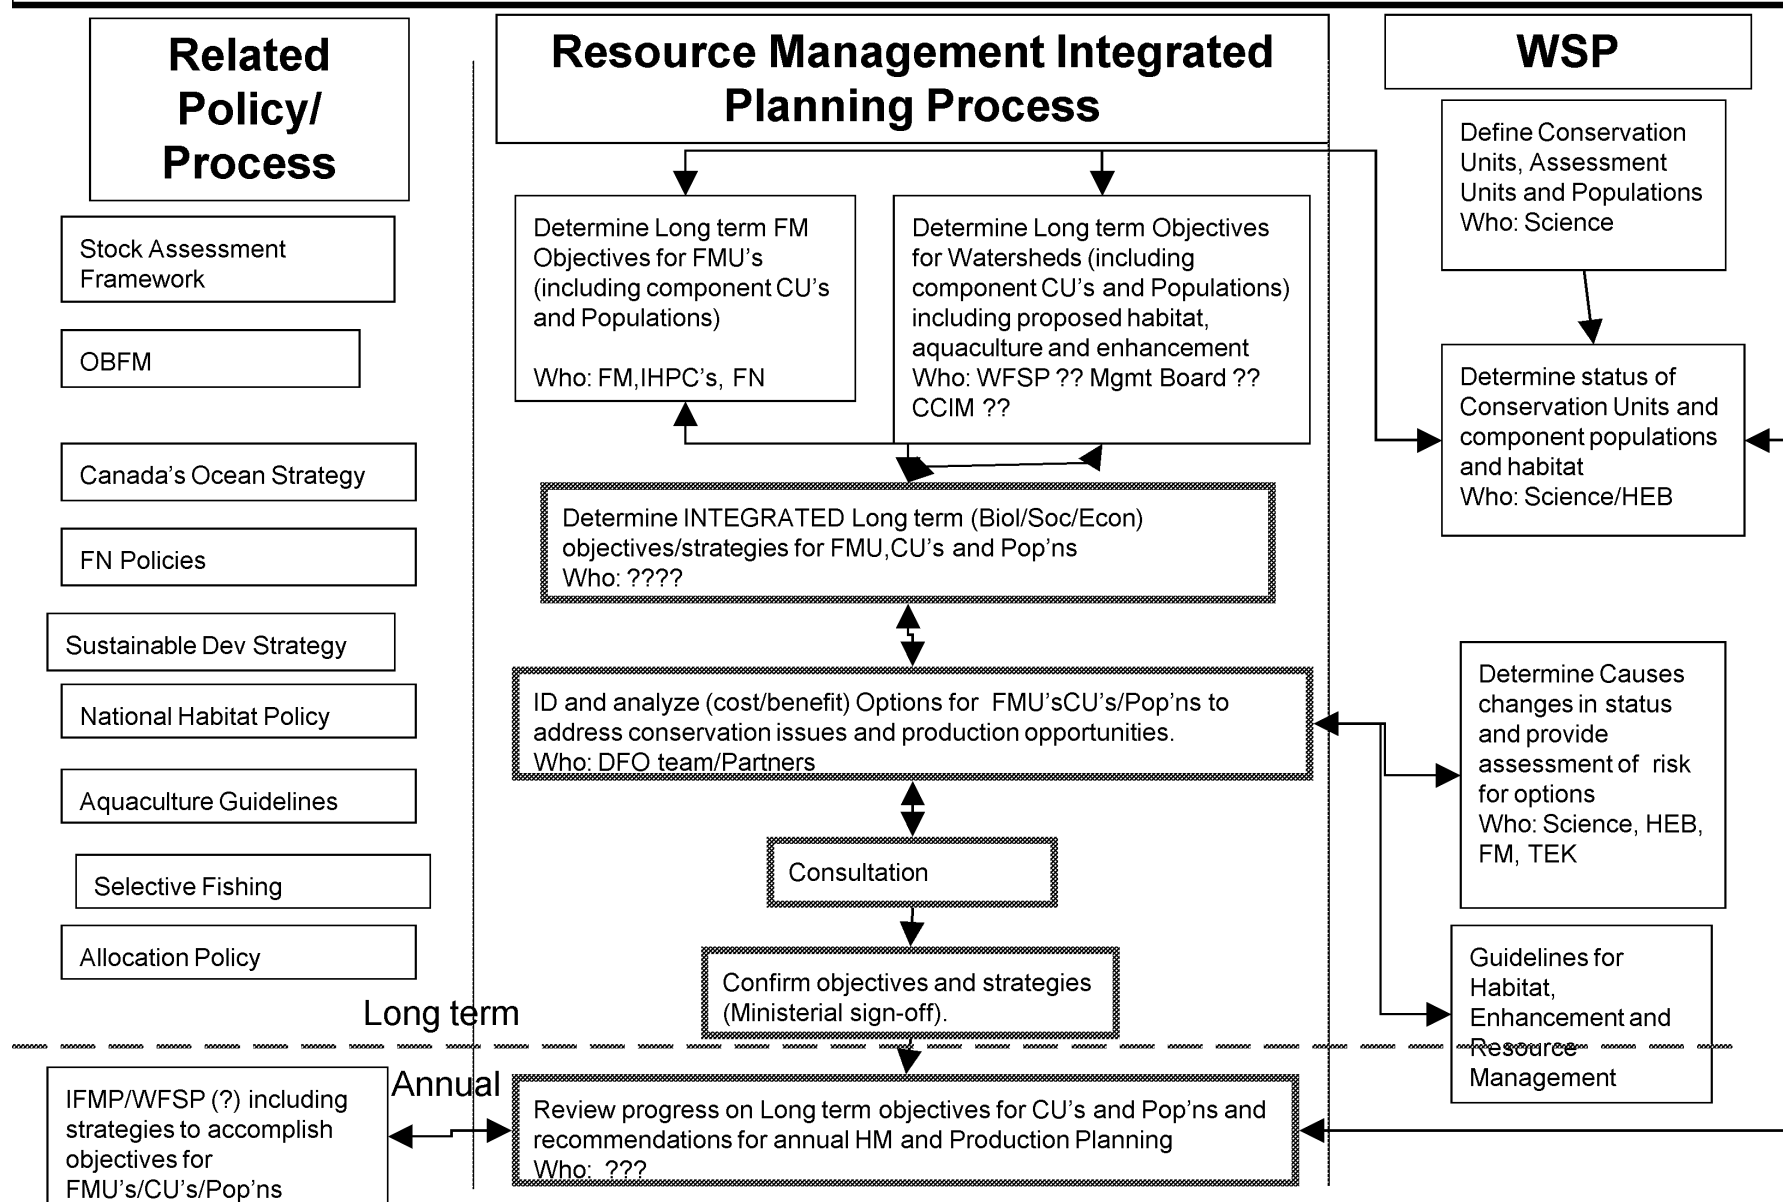 Related
Policy/
Process
Stock Assessment
Framework
OBFM
Canada's Ocean Strategy
FN Policies
Sustainable Dev Strategy
National Habitat Policy
Aquaculture Guidelines
Selective Fishing
Allocation Policy
Long term
Annual
IFMP/WFSP (?) including
strategies to accomplish
objectives for
FMU's/CU's/Pop'ns
Resource Management Integrated
Planning Process
Determine Long term FM
Objectives for FMU's
(including component CU's
and Populations)
Who: FM,IHPC's, FN
Determine Long term Objectives
for Watersheds (including
component CU's and Populations)
including proposed habitat,
aquaculture and enhancement
Who: WFSP ?? Mgmt Board ??
CCIM ??
Determine INTEGRATED Long term (Biol/Soc/Econ)
objectives/strategies for FMU,CU's and Pop'ns
Who: ????
ID and analyze (cost/benefit) Options for FMU'sCU's/Pop'ns to
address conservation issues and production opportunities.
Who: DFO team/Partners
Consultation
Confirm objectives and strategies
(Ministerial sign-off).
Review progress on Long term objectives for CU's and Pop'ns and
recommendations for annual HM and Production Planning
Who: ???
WSP
Define Conservation
Units, Assessment
Units and Populations
Who: Science
Determine status of
Conservation Units and
component populations
and habitat
Who: Science/HEB
Determine Causes
changes in status
and provide
assessment of risk
for options
Who: Science, HEB,
FM, TEK
Guidelines for
Habitat,
Enhancement and
Resource
Management